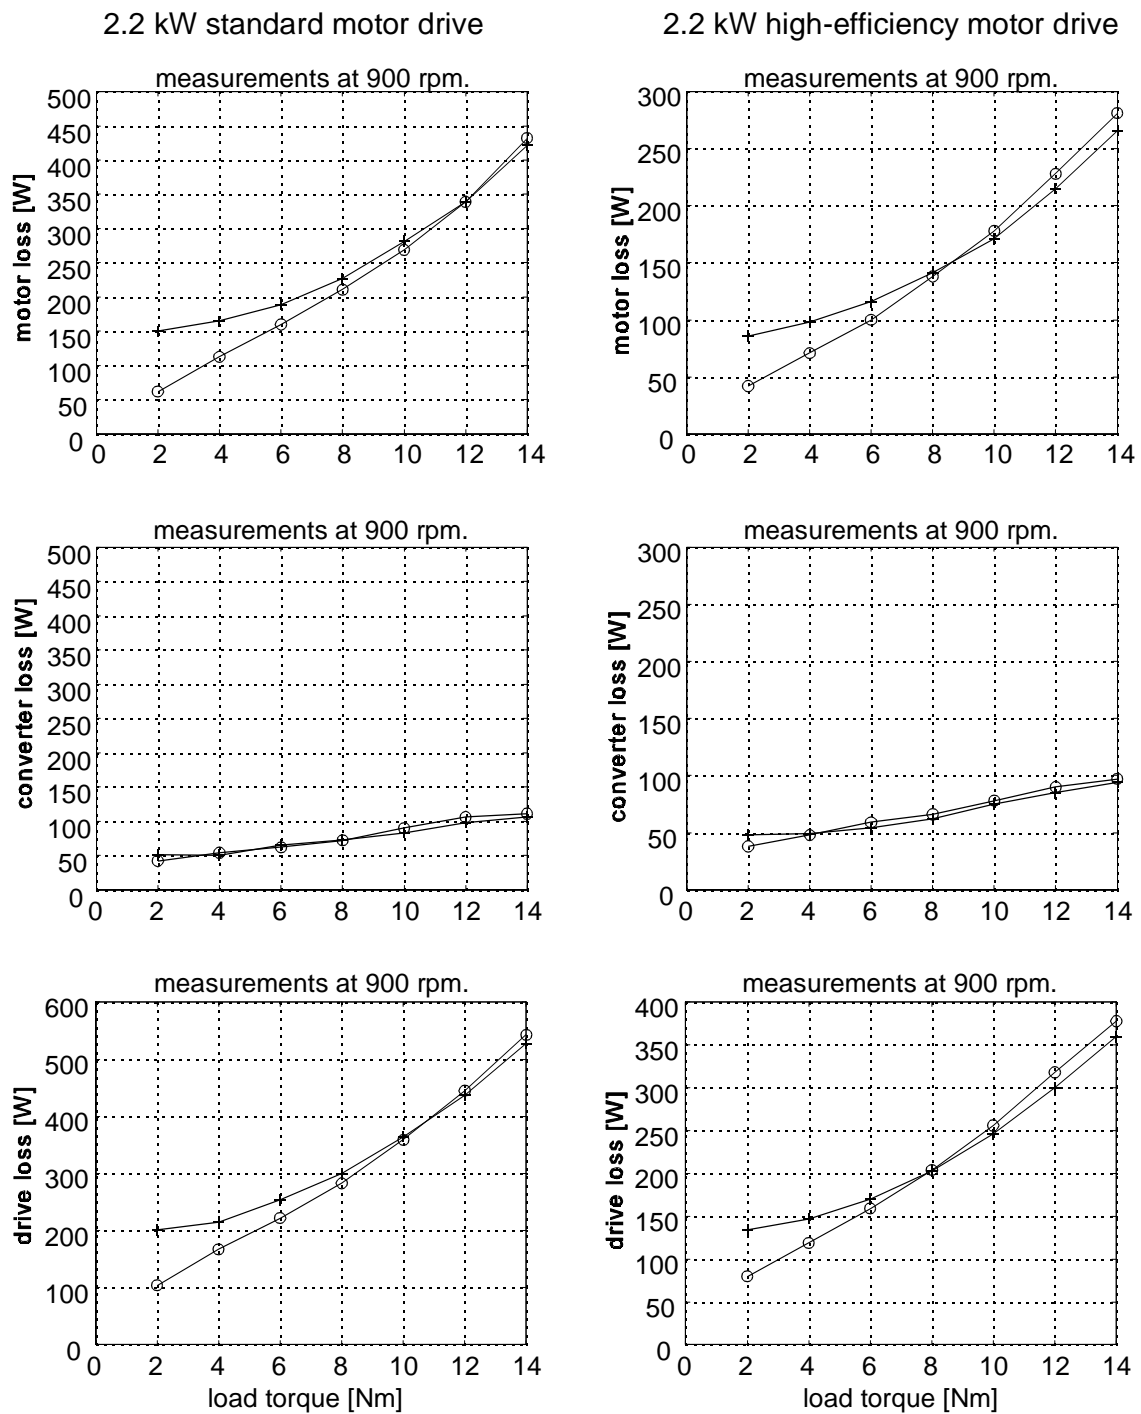 2.2 kW standard motor drive
2.2 kW high-efficiency motor drive
measurements at 900 rpm.
motor loss [W]
500
450
400
350
300
250
200
150
100
50
0
0 2 4 6 8 10 12 14
measurements at 900 rpm.
motor loss [W]
300
250
200
150
100
50
0
0 2 4 6 8 10 12 14
measurements at 900 rpm.
converter loss [W]
500
450
400
350
300
250
200
150
100
50
0
0 2 4 6 8 10 12 14
measurements at 900 rpm.
converter loss [W]
300
250
200
150
100
50
0
0 2 4 6 8 10 12 14
measurements at 900 rpm.
drive loss [W]
600
500
400
300
200
100
0
0 2 4 6 8 10 12 14
load torque [Nm]
measurements at 900 rpm.
drive loss [W]
400
350
300
250
200
150
100
50
0
0 2 4 6 8 10 12 14
load torque [Nm]